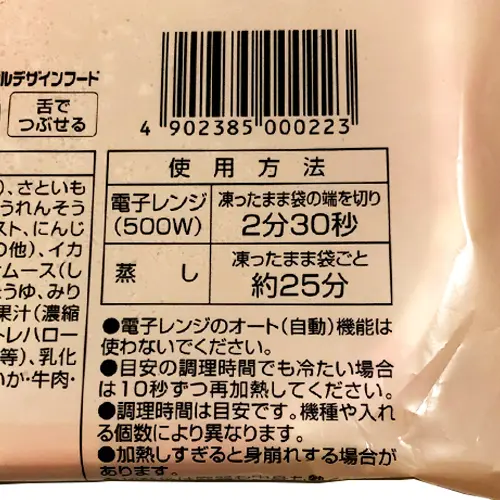 ルデザインフード
舌で
つぶせる
4 902385 000223
使用方法
電子レンジ
(500W)
凍ったまま袋の端を切り
2分30秒
蒸し
凍ったまま袋ごと
約25分
)、さといも
うれんそう
スト、にんじ
の他)、イカ
ムース(し
ょうゆ、みり
果汁(濃縮
トレハロー
等)、乳化
いか・牛肉・
●電子レンジのオート(自動)機能は
使わないでください。
●目安の調理時間でも冷たい場合
は10秒ずつ再加熱してください。
●調理時間は目安です。機種や入れ
る個数により異なります。
●加熱しすぎると身崩れする場合が
あります。